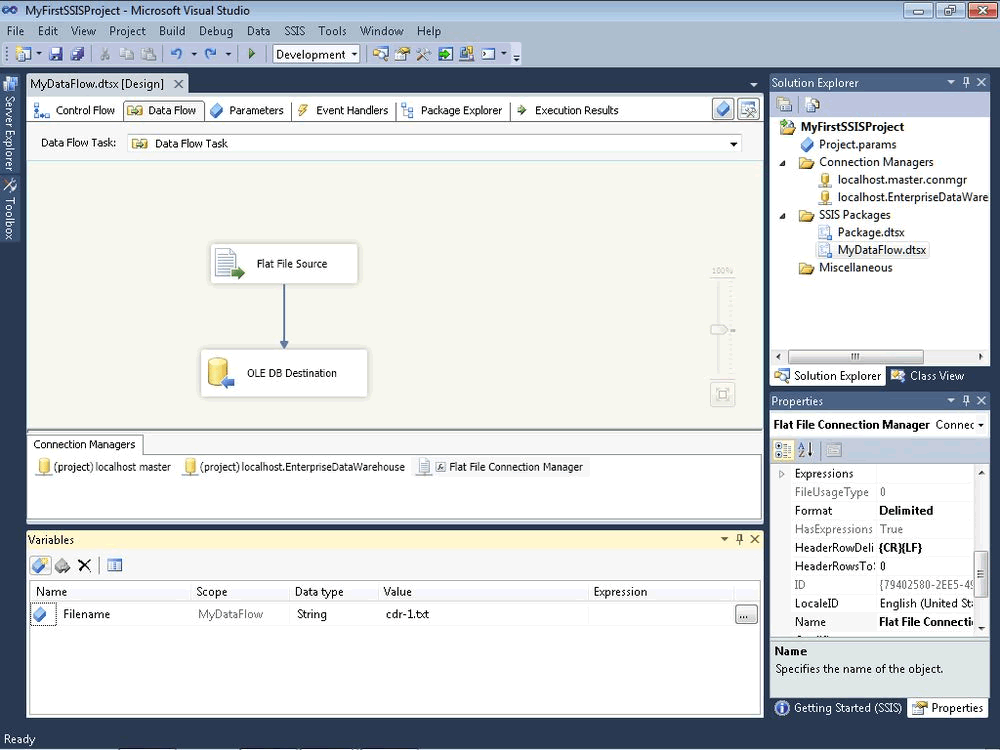 MyFirstSSISProject - Microsoft Visual Studio
File Edit View Project Build Debug Data SSIS Tools Window Help
Development
Server Explorer
Toolbox
MyDataFlow.dtsx [Design]
Control Flow Data Flow Parameters Event Handlers Package Explorer Execution Results
Data Flow Task: Data Flow Task
Flat File Source
OLE DB Destination
100%
Connection Managers
(project) localhost master (project) localhost.EnterpriseDataWarehouse Flat File Connection Manager
Variables
Name Scope Data type Value Expression
Filename MyDataFlow String cdr-1.txt ...
Solution Explorer
MyFirstSSISProject
Project.params
Connection Managers
localhost.master.conmgr
localhost.EnterpriseDataWare
SSIS Packages
Package.dtsx
MyDataFlow.dtsx
Miscellaneous
Solution Explorer Class View
Properties
Flat File Connection Manager Connec
Expressions
FileUsageType 0
Format Delimited
HasExpressions True
HeaderRowDeli {CR}{LF}
HeaderRowsTo 0
ID {79402580-2EE5-49
LocaleID English (United Sta
Name Flat File Connecti
Name
Specifies the name of the object.
Getting Started (SSIS) Properties
Ready